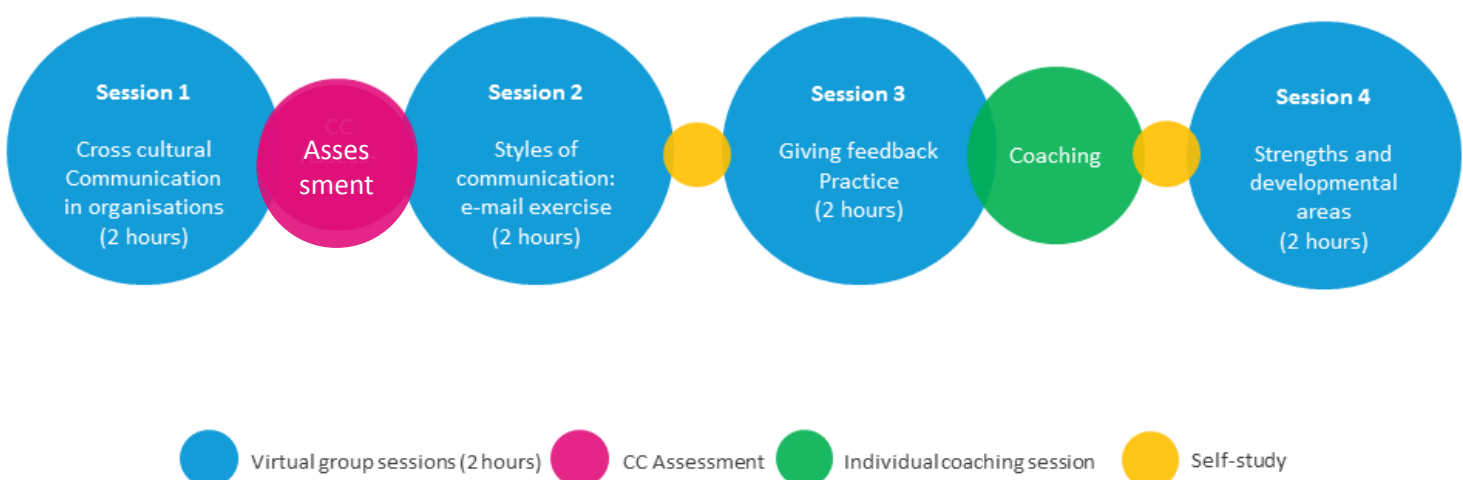 Session 1
Cross cultural
Communication
in organisations
(2 hours)
CC
Asses
sment
Session 2
Styles of
communication:
e-mail exercise
(2 hours)
Session 3
Giving feedback
Practice
(2 hours)
Coaching
Session 4
Strengths and
developmental
areas
(2 hours)
Virtual group sessions (2 hours)
CC Assessment
Individual coaching session
Self-study